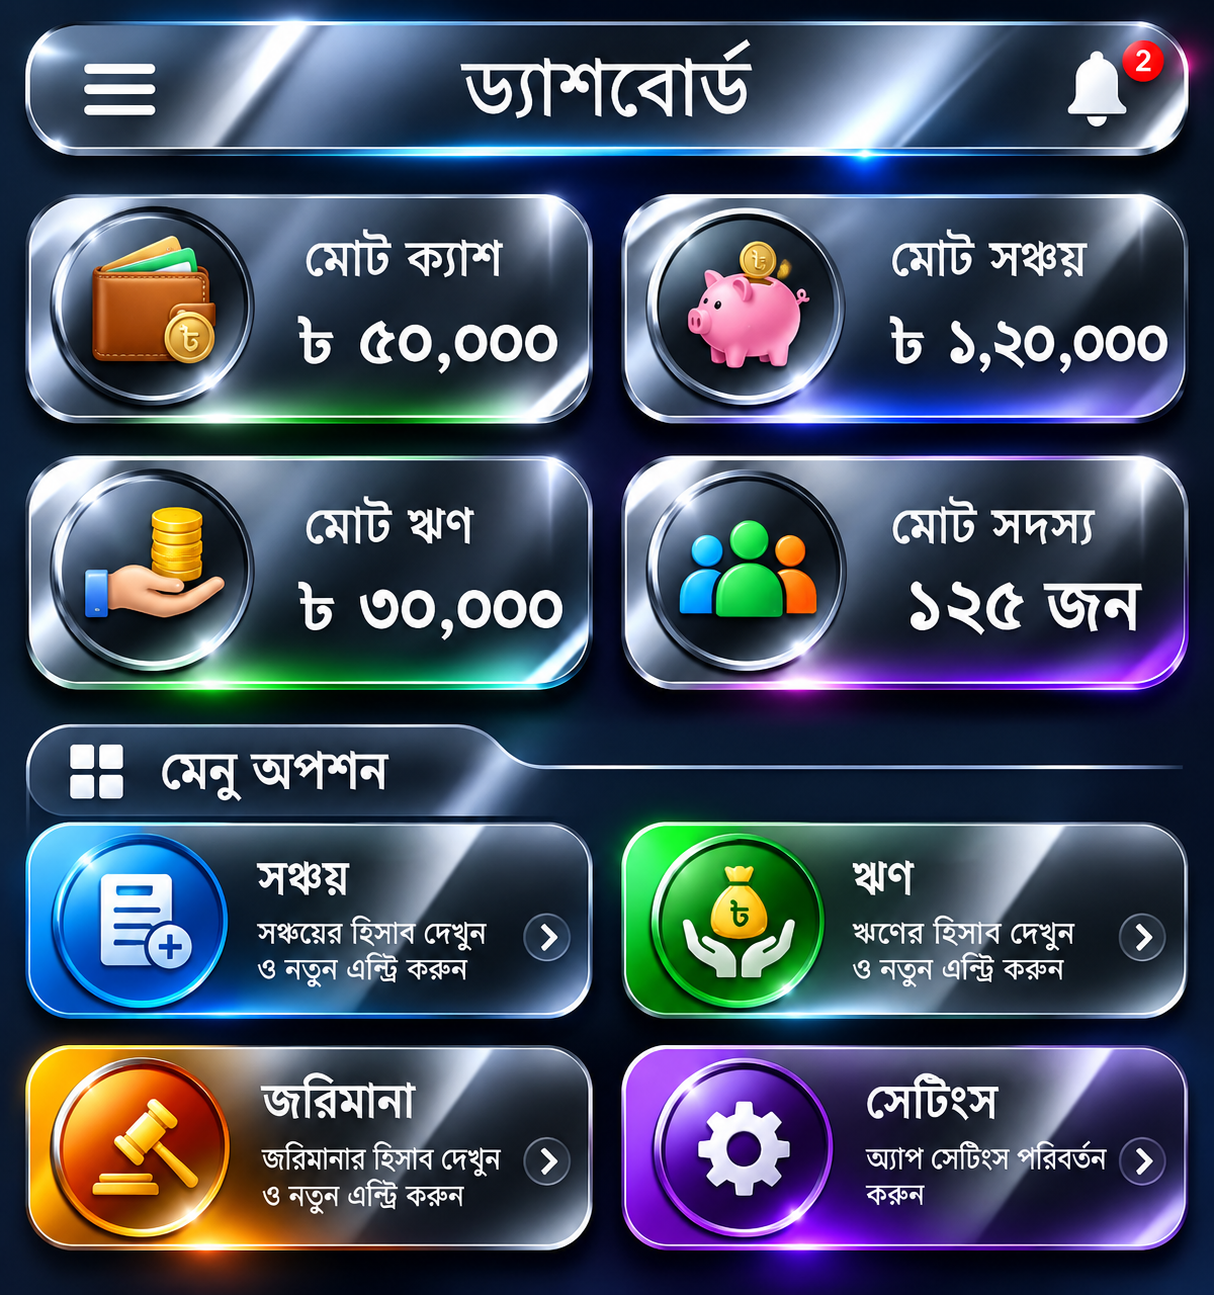 ড্যাশবোর্ড
2
মোট ক্যাশ
৳ ৫০,০০০
মোট সঞ্চয়
৳ ১,২০,০০০
মোট ঋণ
৳ ৩০,০০০
মোট সদস্য
১২৫ জন
মেনু অপশন
সঞ্চয়
সঞ্চয়ের হিসাব দেখুন
ও নতুন এন্ট্রি করুন
ঋণ
ঋণের হিসাব দেখুন
ও নতুন এন্ট্রি করুন
জরিমানা
জরিমানার হিসাব দেখুন
ও নতুন এন্ট্রি করুন
সেটিংস
অ্যাপ সেটিংস পরিবর্তন
করুন